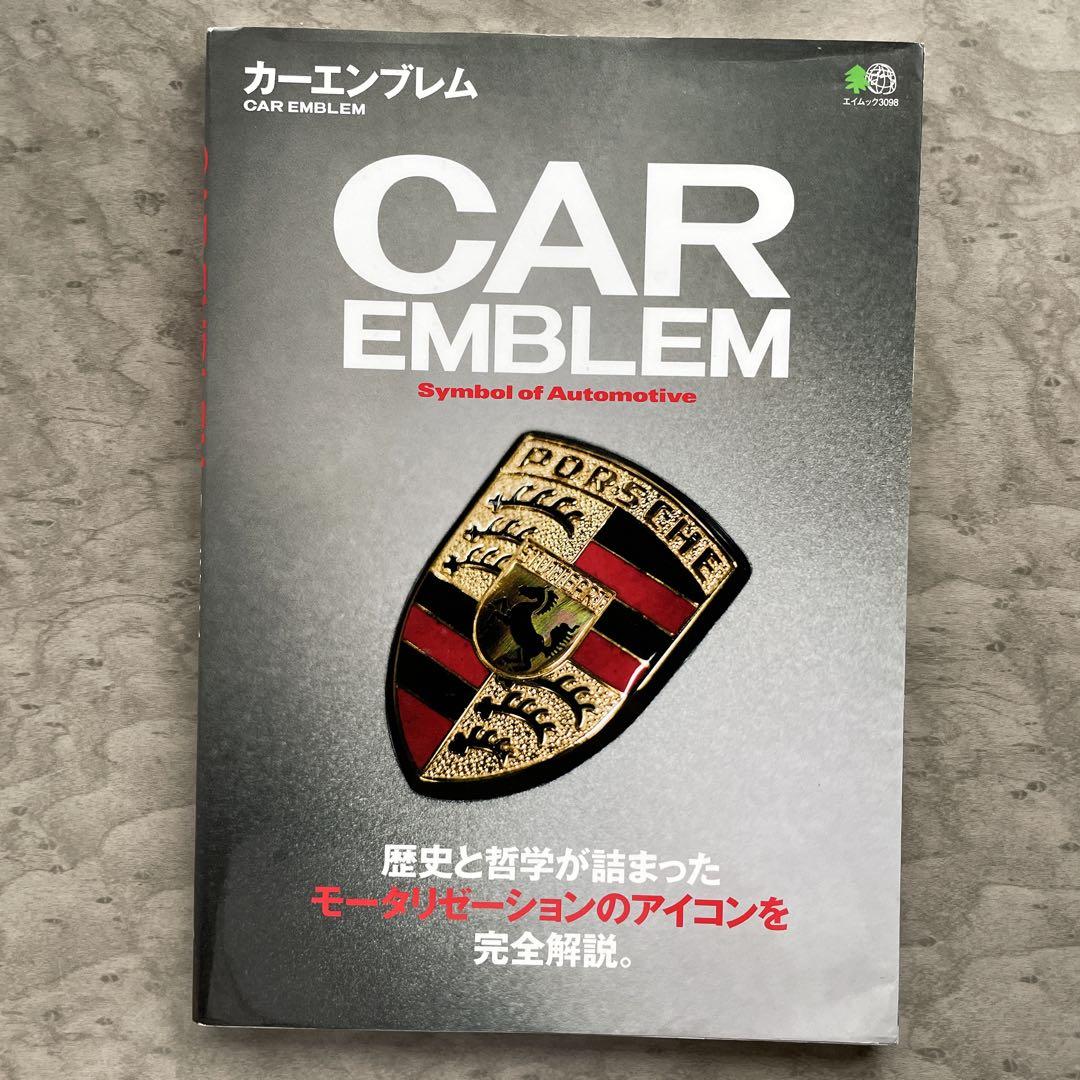 カーエンブレム
CAR EMBLEM
エイムック3098
CAR
EMBLEM
Symbol of Automotive
PORSCHE
歴史と哲学が詰まった
モータリゼーションのアイコンを
完全解説。